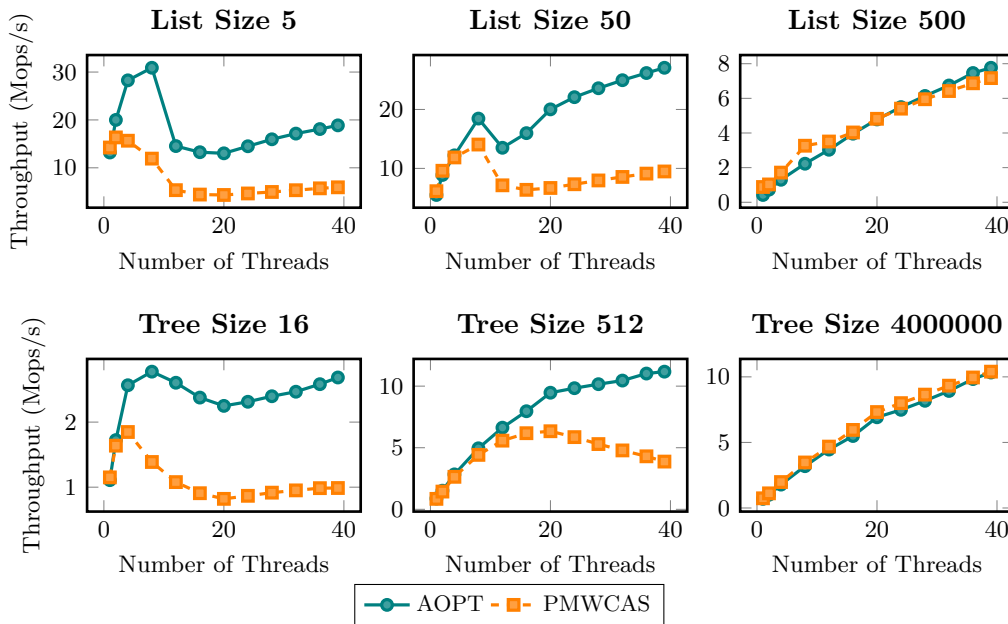 List Size 5
List Size 50
List Size 500
Throughput (Mops/s)
30
20
10
20
10
8
6
4
2
0
0 20 40
0 20 40
0 20 40
Number of Threads
Number of Threads
Number of Threads
Tree Size 16
Tree Size 512
Tree Size 4000000
Throughput (Mops/s)
2
1
10
5
0
10
5
0
0 20 40
0 20 40
0 20 40
Number of Threads
Number of Threads
Number of Threads
AOPT PMWCAS